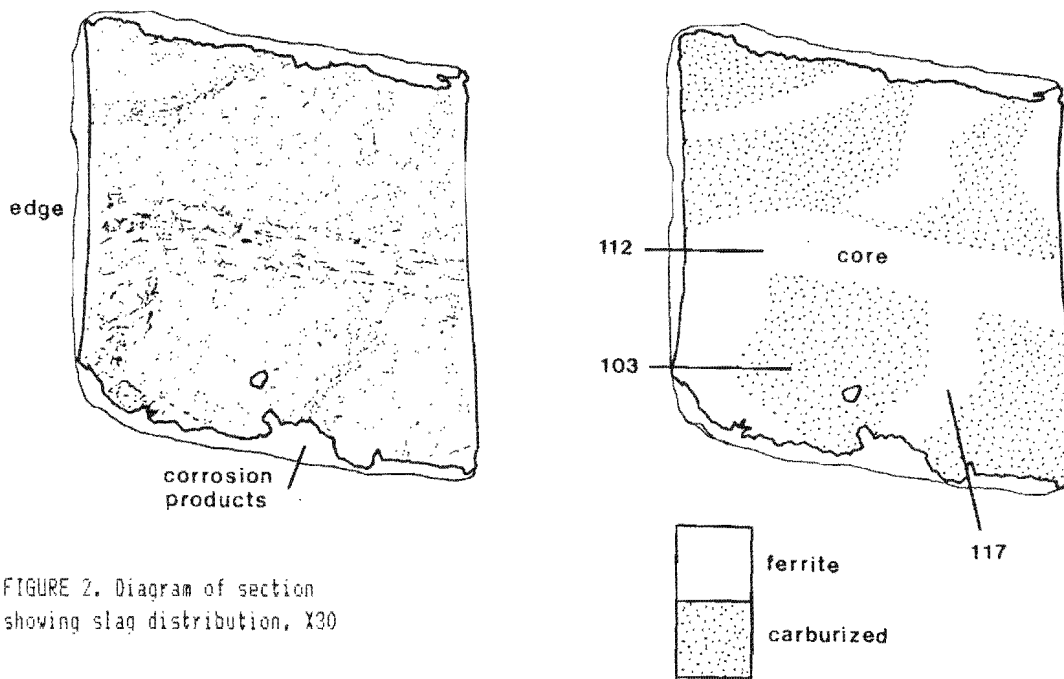 edge
corrosion
products
FIGURE 2. Diagram of section
showing slag distribution, X30
112
core
103
117
ferrite
carburized